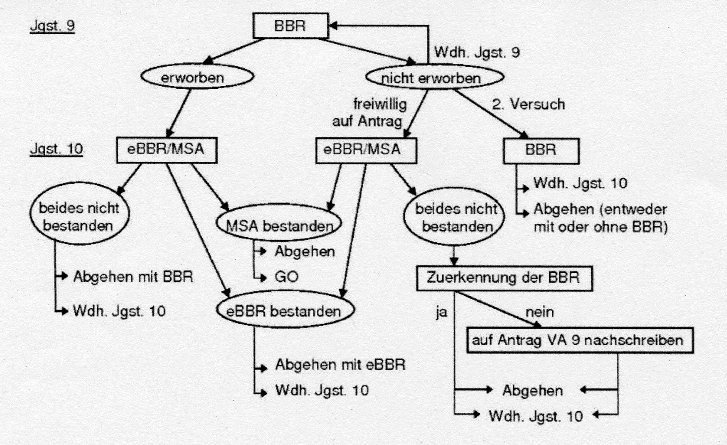 Jgst. 9
BBR
Wdh. Jgst. 9
erworben
nicht erworben
freiwillig
auf Antrag
2. Versuch
Jgst. 10
eBBR/MSA
eBBR/MSA
BBR
Wdh. Jgst. 10
Abgehen (entweder
mit oder ohne BBR)
beides nicht
bestanden
MSA bestanden
beides nicht
bestanden
Abgehen
GO
Abgehen mit BBR
Wdh. Jgst. 10
Zuerkennung der BBR
eBBR bestanden
ja
nein
auf Antrag VA 9 nachschreiben
Abgehen mit eBBR
Wdh. Jgst. 10
Abgehen
Wdh. Jgst. 10